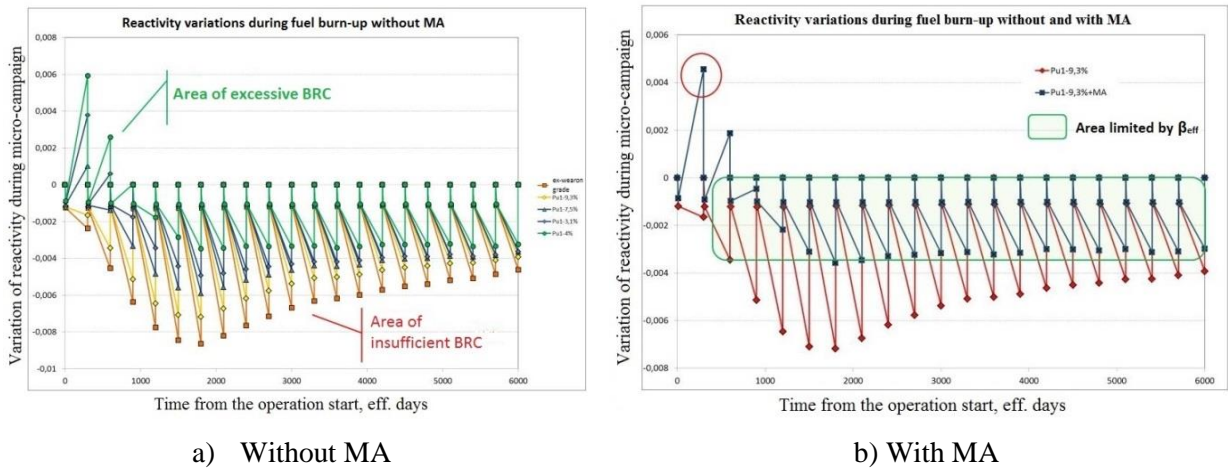 Reactivity variations during fuel burn-up without MA
Variation of reactivity during micro-campaign
0,008
0,006
0,004
0,002
0
-0,002
-0,004
-0,006
-0,008
-0,01
Area of excessive BRC
Area of
insufficient BRC
ex-wearon
grade
Pu1-9,3%
Pu1-7,5%
Pu1-5,1%
Pu1-4%
0
1000
2000
3000
4000
5000
6000
Time from the operation start, eff. days
a) Without MA
Reactivity variations during fuel burn-up without and with MA
Variation of reactivity during micro-campaign
0,006
0,004
0,002
0
-0,002
-0,004
-0,006
-0,008
Pu1-9,3%
Pu1-9,3%+MA
Area limited by βeff
0
1000
2000
3000
4000
5000
6000
Time from the operation start, eff. days
b) With MA